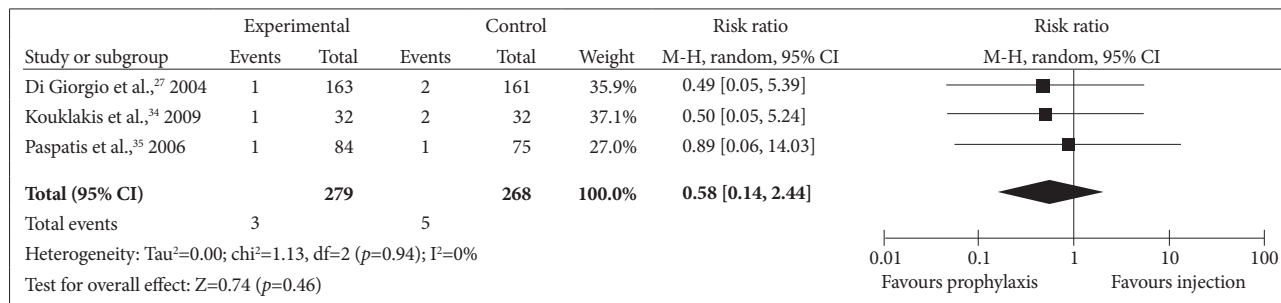 Experimental Control Risk ratio Risk ratio
Study or subgroup Events Total Events Total Weight M-H, random, 95% CI M-H, random, 95% CI
Di Giorgio et al.,²⁷ 2004 1 163 2 161 35.9% 0.49 [0.05, 5.39]
Kouklakis et al.,³⁴ 2009 1 32 2 32 37.1% 0.50 [0.05, 5.24]
Paspatis et al.,³⁵ 2006 1 84 1 75 27.0% 0.89 [0.06, 14.03]
Total (95% CI) 279 268 100.0% 0.58 [0.14, 2.44]
Total events 3 5
Heterogeneity: Tau²=0.00; chi²=1.13, df=2 (p=0.94); I²=0%
Test for overall effect: Z=0.74 (p=0.46)
0.01 0.1 1 10 100
Favours prophylaxis Favours injection